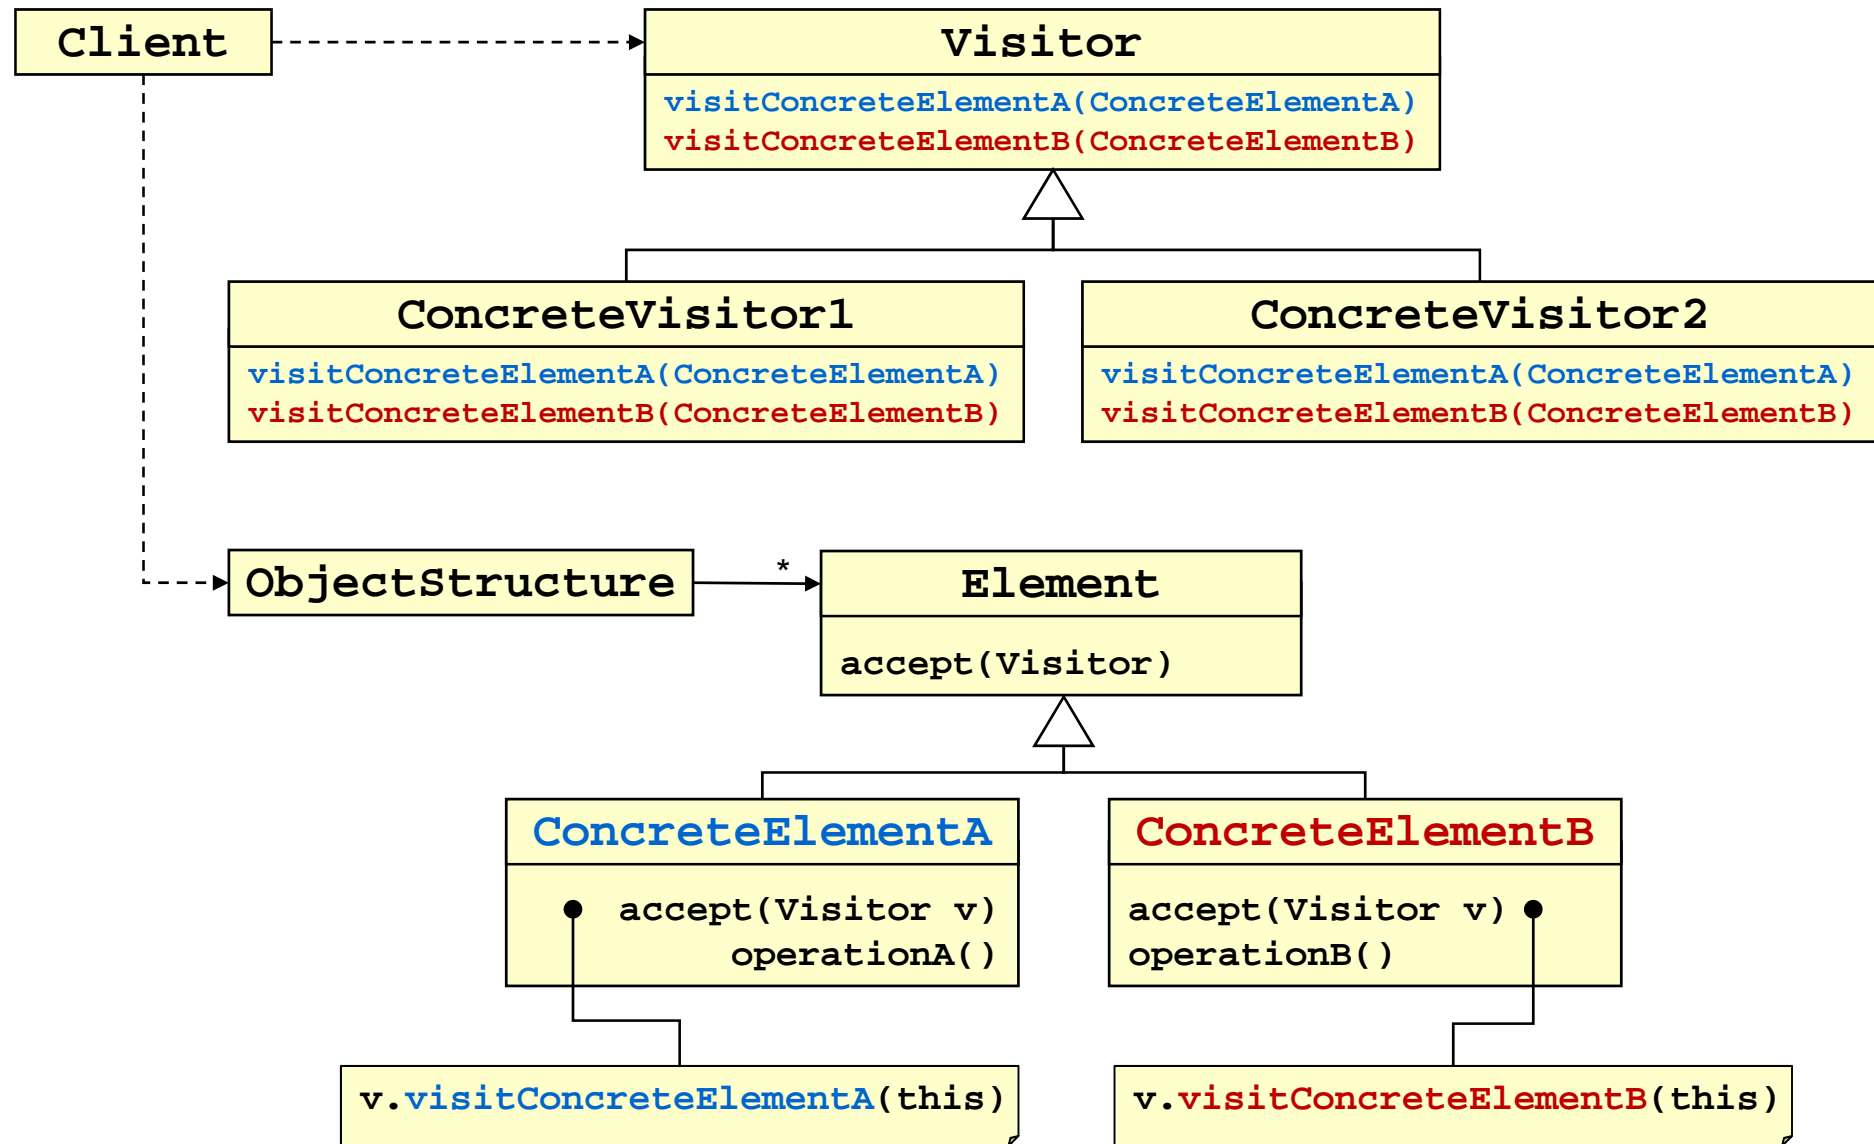 Client
Visitor
visitConcreteElementA(ConcreteElementA)
visitConcreteElementB(ConcreteElementB)
ConcreteVisitor1
visitConcreteElementA(ConcreteElementA)
visitConcreteElementB(ConcreteElementB)
ConcreteVisitor2
visitConcreteElementA(ConcreteElementA)
visitConcreteElementB(ConcreteElementB)
ObjectStructure
*
Element
accept(Visitor)
ConcreteElementA
accept(Visitor v)
operationA()
ConcreteElementB
accept(Visitor v)
operationB()
v.visitConcreteElementA(this)
v.visitConcreteElementB(this)